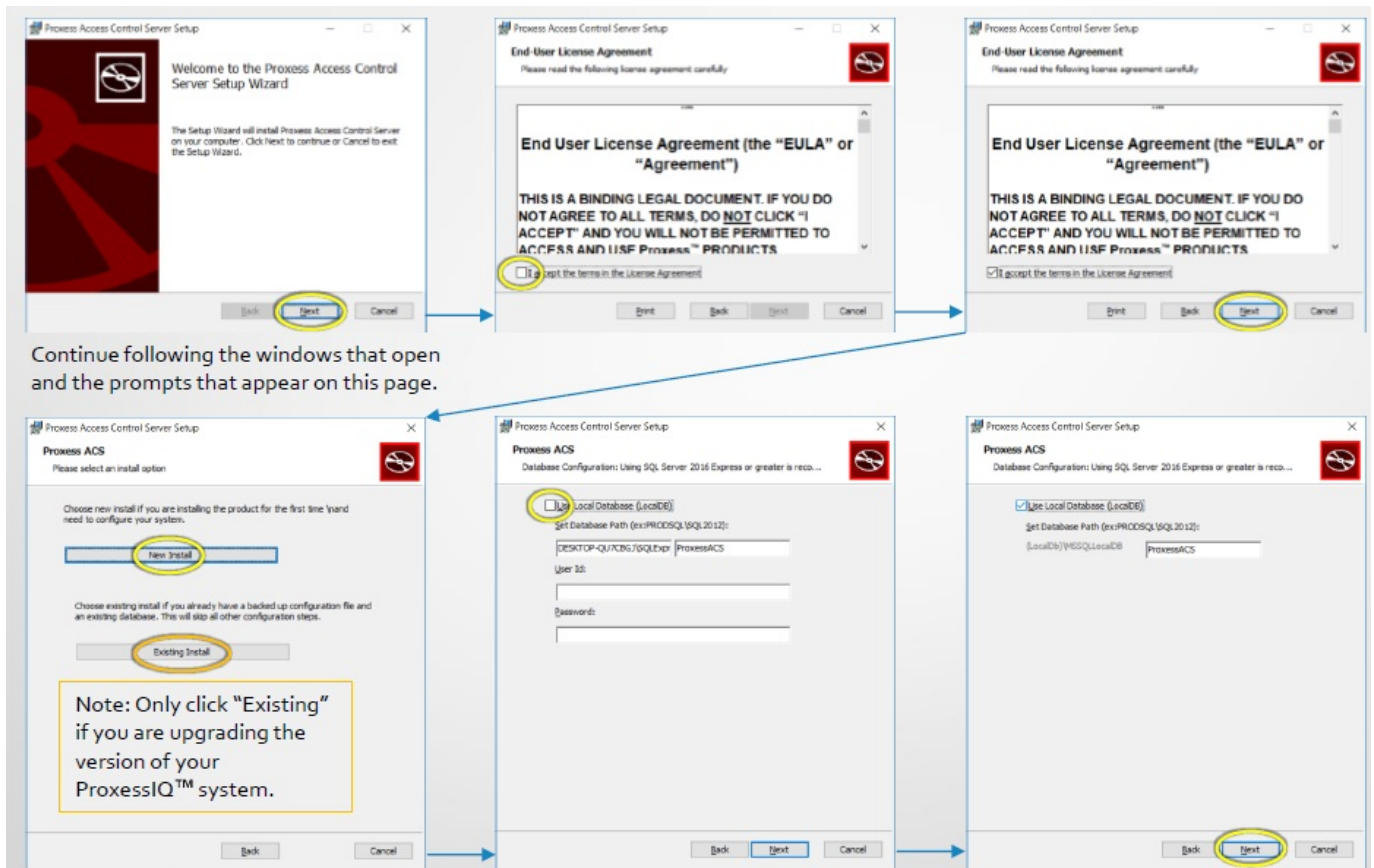 Proxess Access Control Server Setup
Welcome to the Proxess Access Control
Server Setup Wizard
The Setup Wizard will install Proxess Access Control Server
on your computer. Click Next to continue or Cancel to exit
the Setup Wizard.
Back Next Cancel
Proxess Access Control Server Setup
End-User License Agreement
Please read the following license agreement carefully
End User License Agreement (the “EULA” or
“Agreement”)
THIS IS A BINDING LEGAL DOCUMENT. IF YOU DO
NOT AGREE TO ALL TERMS, DO NOT CLICK “I
ACCEPT” AND YOU WILL NOT BE PERMITTED TO
ACCESS AND USE Proxess™ PRODUCTS
I accept the terms in the License Agreement
Print Back Next Cancel
Proxess Access Control Server Setup
End-User License Agreement
Please read the following license agreement carefully
End User License Agreement (the “EULA” or
“Agreement”)
THIS IS A BINDING LEGAL DOCUMENT. IF YOU DO
NOT AGREE TO ALL TERMS, DO NOT CLICK “I
ACCEPT” AND YOU WILL NOT BE PERMITTED TO
ACCESS AND USE Proxess™ PRODUCTS
I accept the terms in the License Agreement
Print Back Next Cancel
Continue following the windows that open
and the prompts that appear on this page.
Proxess Access Control Server Setup
Proxess ACS
Please select an install option
Choose new install if you are installing the product for the first time \nand
need to configure your system.
New Install
Choose existing install if you already have a backed up configuration file and
an existing database. This will skip all other configuration steps.
Existing Install
Note: Only click “Existing”
if you are upgrading the
version of your
ProxessIQ™ system.
Back Cancel
Proxess Access Control Server Setup
Proxess ACS
Database Configuration: Using SQL Server 2016 Express or greater is reco...
Use Local Database (LocalDB)
Set Database Path (ex:PRODSQL\SQL2012):
DESKTOP-QU7CBGJ\SQLExpr ProxessACS
User Id:
Password:
Back Next Cancel
Proxess Access Control Server Setup
Proxess ACS
Database Configuration: Using SQL Server 2016 Express or greater is reco...
Use Local Database (LocalDB)
Set Database Path (ex:PRODSQL\SQL2012):
(LocalDb)\MSSQLLocalDB ProxessACS
Back Next Cancel